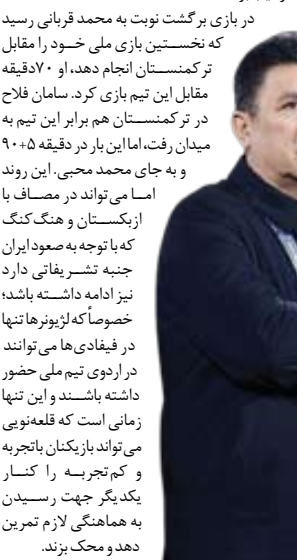 در بازی برگشت نوبت به محمد قربانی رسید
که نخستین بازی ملی خود را مقابل
ترکمنستان انجام دهد، او ۷۰دقیقه
مقابل این تیم بازی کرد. سامان فلاح
در ترکمنستان هم برابر این تیم به
میدان رفت، اما این بار در دقیقه ۵+۹۰
و به جای محمد محبی. این روند
اما می‌تواند در مصاف با
ازبکستان و هنگ‌کنگ
که با توجه به صعود ایران
جنبه تشریفاتی دارد
نیز ادامه داشته باشد؛
خصوصاً که لژیونرها تنها
در فیفادی‌ها می‌توانند
در اردوی تیم ملی حضور
داشته باشند و این تنها
زمانی است که قلعه‌نویی
می‌تواند بازیکنان باتجربه
و کم‌تجربه را کنار
یکدیگر جهت رسیدن
به هماهنگی لازم تمرین
دهد و محک بزند.